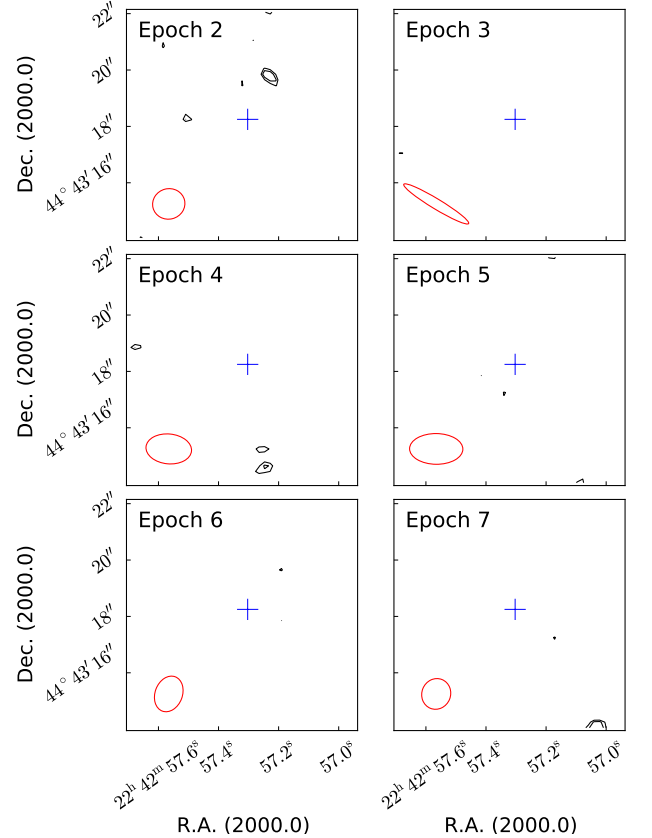 Epoch 2
Epoch 3
Dec. (2000.0)
22″
20″
18″
44° 43′ 16″
Epoch 4
Epoch 5
Dec. (2000.0)
22″
20″
18″
44° 43′ 16″
Epoch 6
Epoch 7
Dec. (2000.0)
22″
20″
18″
44° 43′ 16″
22ʰ 42ᵐ 57.6ˢ 57.4ˢ 57.2ˢ 57.0ˢ
22ʰ 42ᵐ 57.6ˢ 57.4ˢ 57.2ˢ 57.0ˢ
R.A. (2000.0)
R.A. (2000.0)